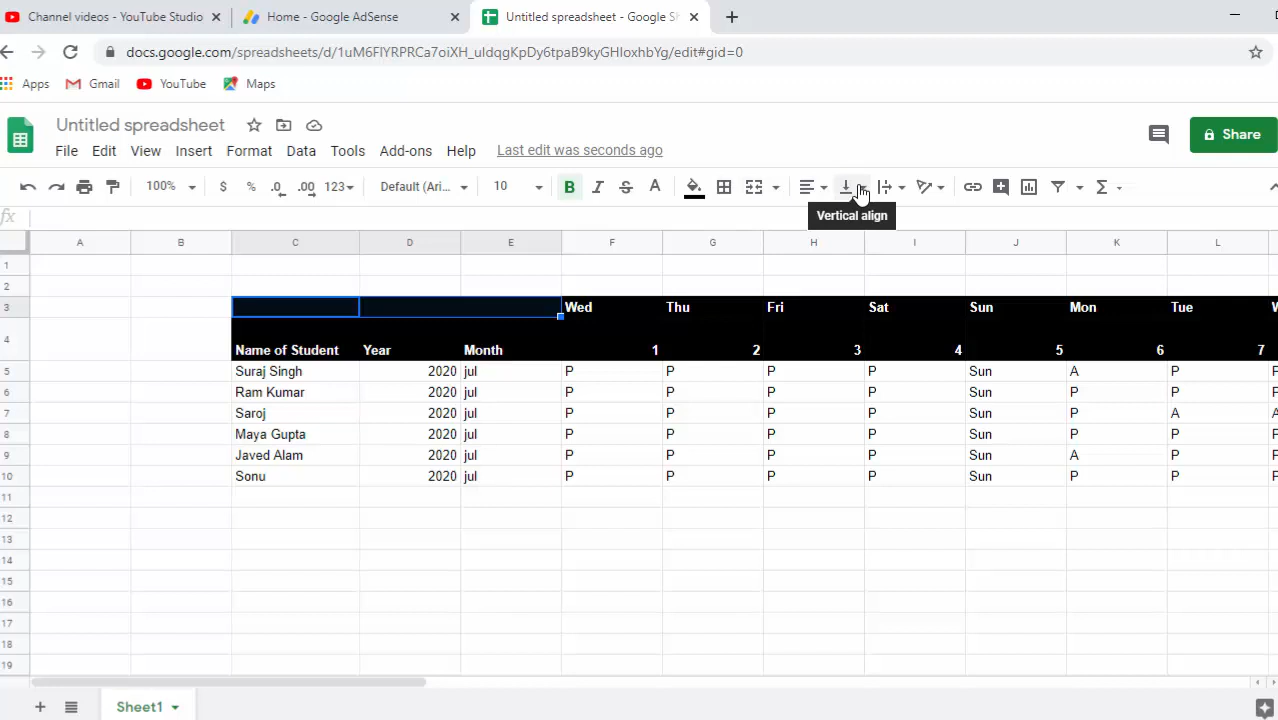 Channel videos - YouTube Studio
Home - Google AdSense
Untitled spreadsheet - Google S
docs.google.com/spreadsheets/d/1uM6FlYRPRCa7oiXH_uldqgKpDy6tpaB9kyGHIoxhbYg/edit#gid=0
Apps Gmail YouTube Maps
Untitled spreadsheet
Share
File Edit View Insert Format Data Tools Add-ons Help Last edit was seconds ago
100% $ % .0 .00 123 Default (Ari... 10 B I S A
Vertical align
fx
A B C D E F G H I J K L
1
2
3 Wed Thu Fri Sat Sun Mon Tue
4 Name of Student Year Month 1 2 3 4 5 6 7
5 Suraj Singh 2020 jul P P P P Sun A P
6 Ram Kumar 2020 jul P P P P Sun P P
7 Saroj 2020 jul P P P P Sun P A
8 Maya Gupta 2020 jul P P P P Sun P P
9 Javed Alam 2020 jul P P P P Sun A P
10 Sonu 2020 jul P P P P Sun P P
11
12
13
14
15
16
17
18
19
Sheet1